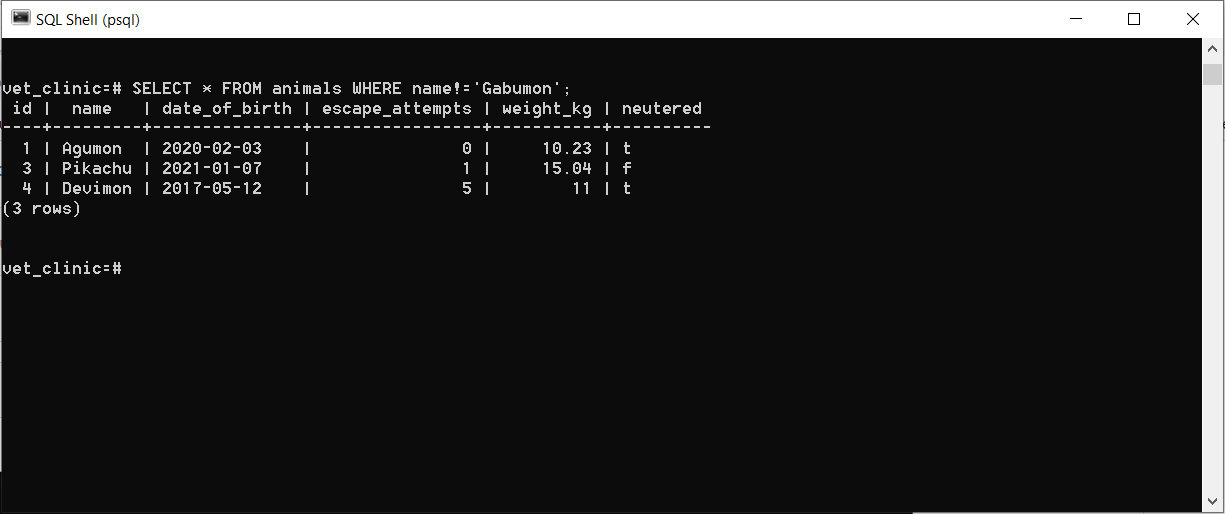 SQL Shell (psql)
vet_clinic=# SELECT * FROM animals WHERE name!='Gabumon';
 id |  name   | date_of_birth | escape_attempts | weight_kg | neutered
----+---------+---------------+-----------------+-----------+----------
  1 | Agumon  | 2020-02-03    |               0 |     10.23 | t
  3 | Pikachu | 2021-01-07    |               1 |     15.04 | f
  4 | Devimon | 2017-05-12    |               5 |        11 | t
(3 rows)
vet_clinic=#